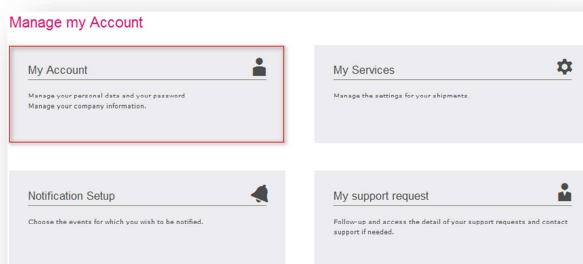 Manage my Account
My Account
Manage your personal data and your password
Manage your company information.
My Services
Manage the settings for your shipments.
Notification Setup
Choose the events for which you wish to be notified.
My support request
Follow-up and access the detail of your support requests and contact
support if needed.